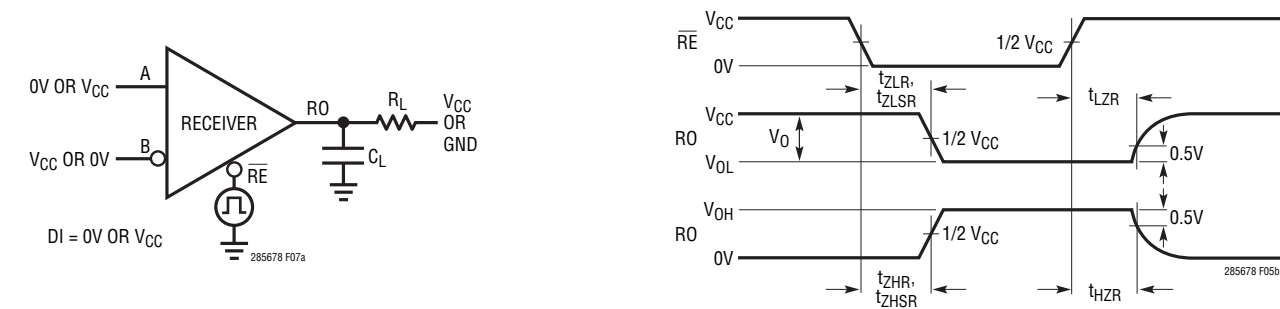 0V OR VCC
A
VCC OR 0V
B
RECEIVER
RO
RL
VCC
OR
GND
CL
RE
DI = 0V OR VCC
285678 F07a
VCC
RE
0V
1/2 VCC
tZLR,
tZLSR
tLZR
VCC
RO
VO
VOL
1/2 VCC
0.5V
VOH
RO
0V
1/2 VCC
0.5V
tZHR,
tZHSR
tHZR
285678 F05b